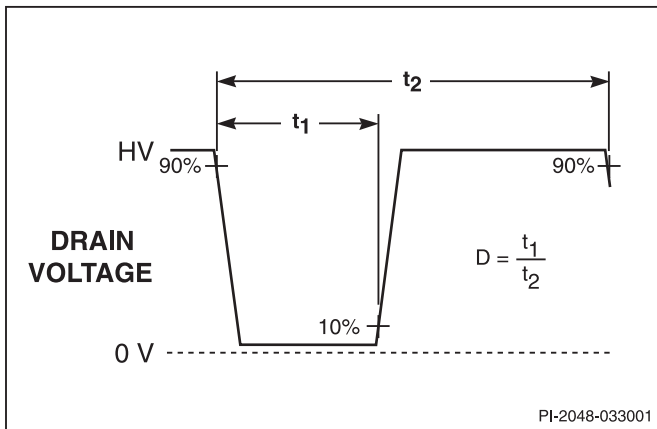 t2
t1
HV
90%
90%
DRAIN
VOLTAGE
D = t1
t2
10%
0 V
PI-2048-033001